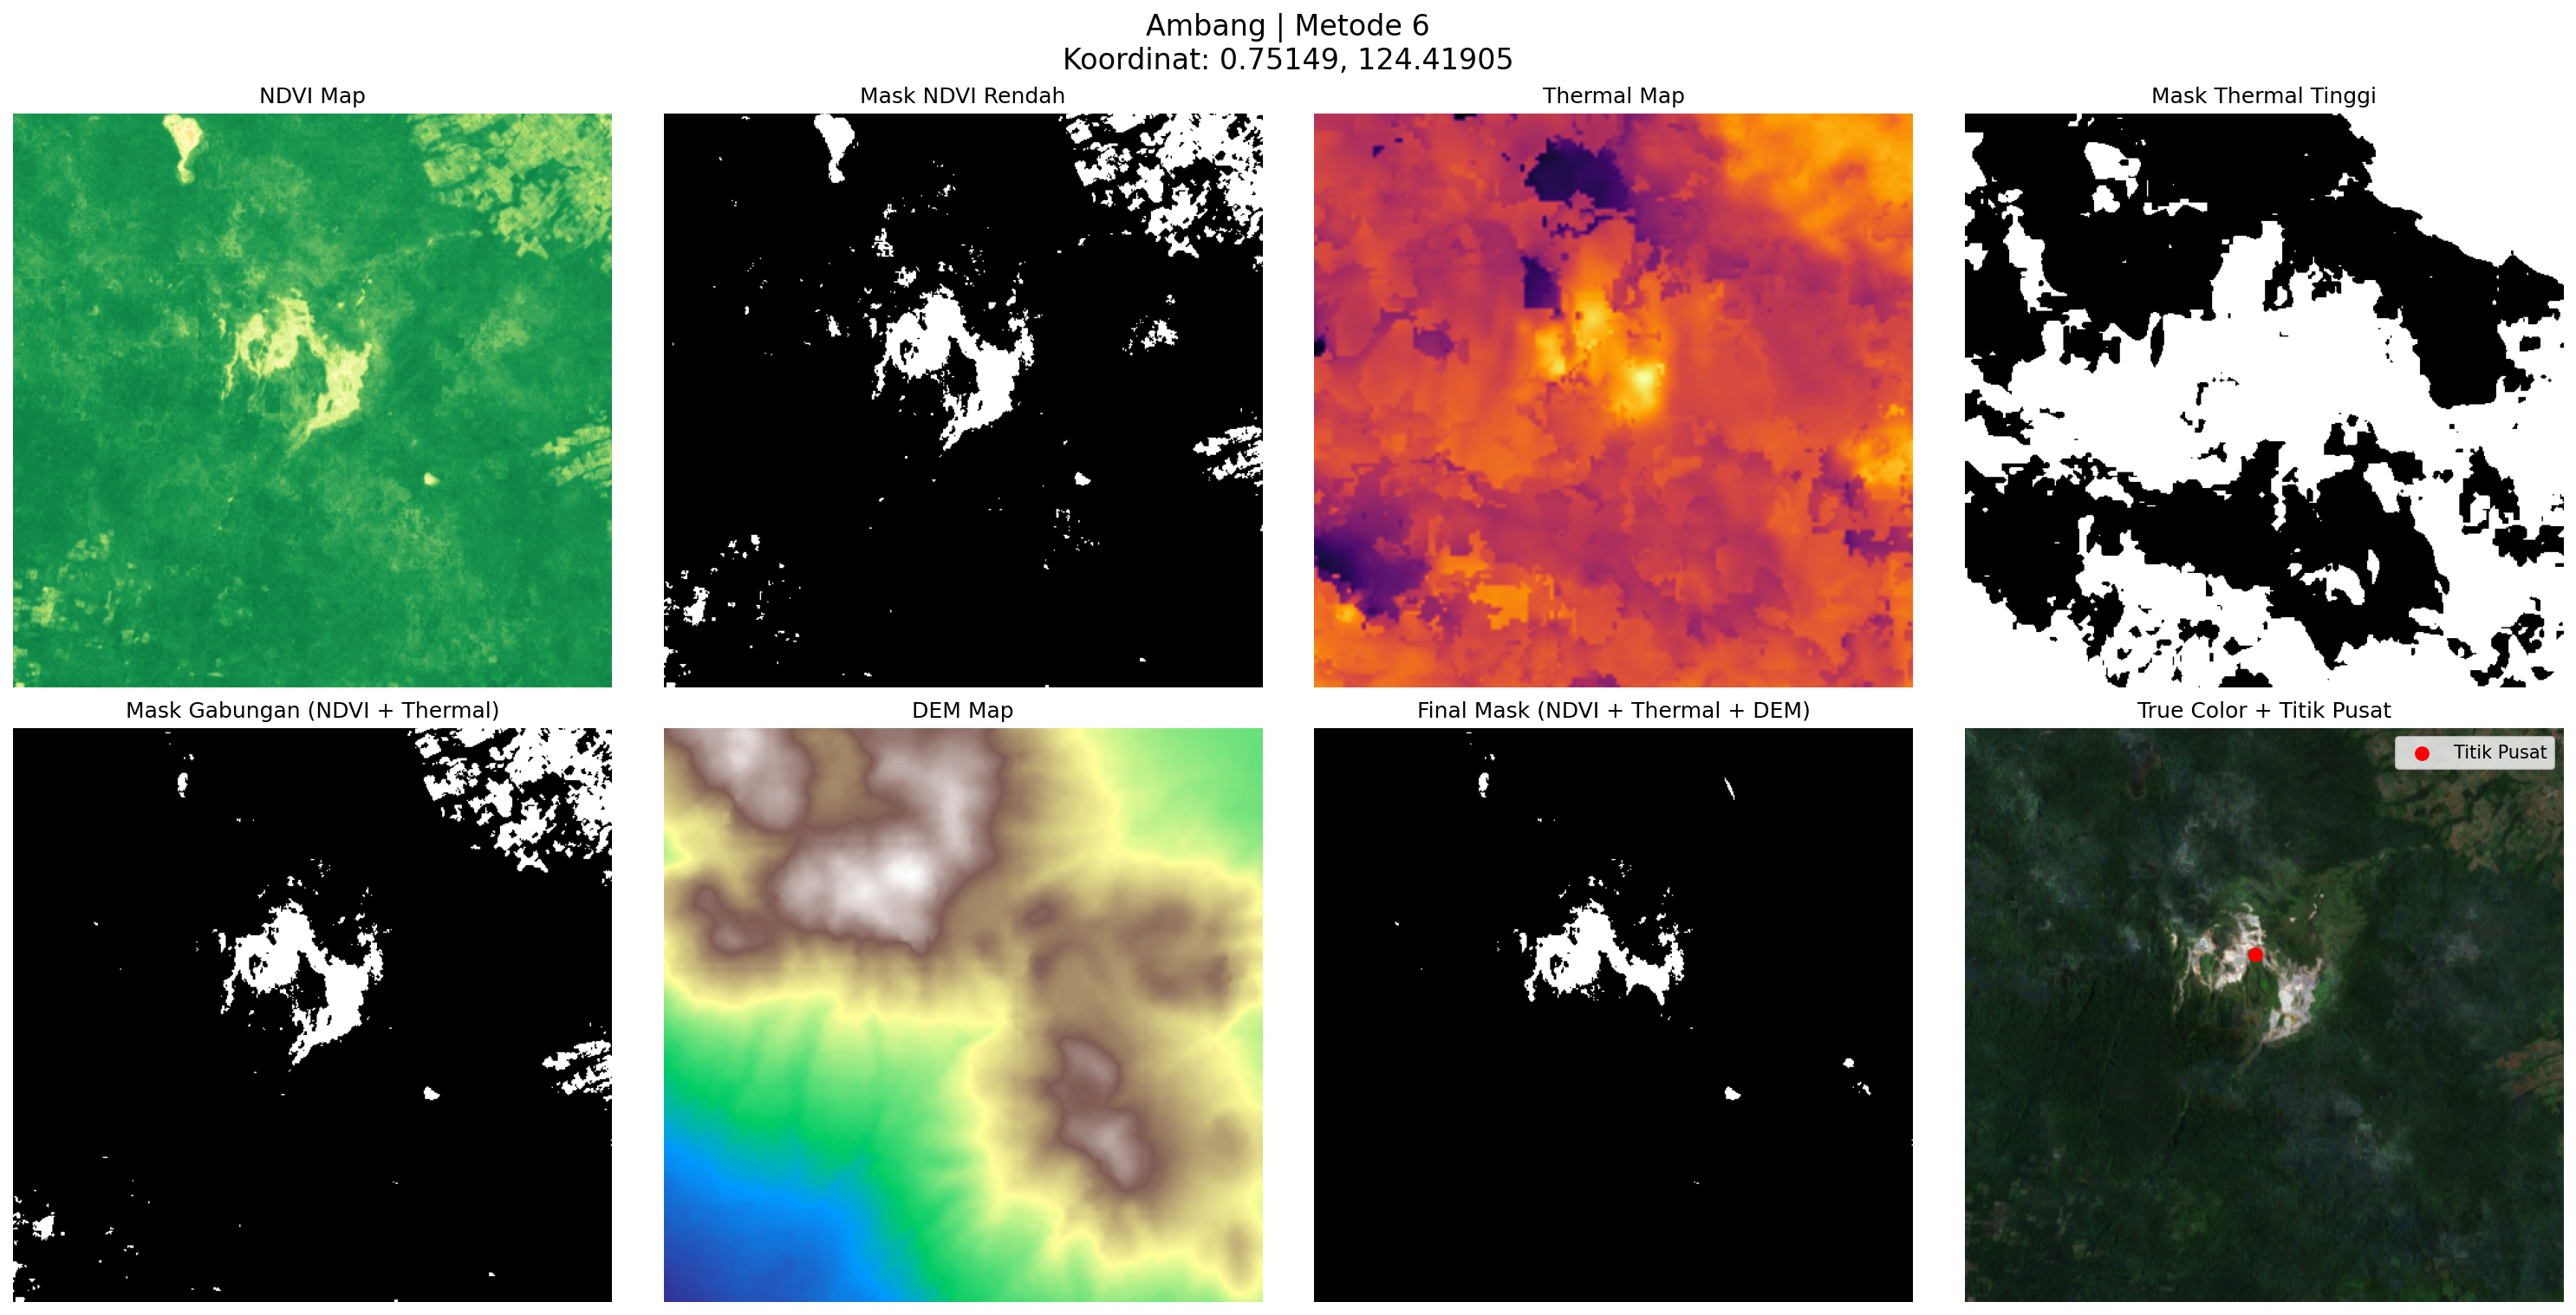 Ambang | Metode 6
Koordinat: 0.75149, 124.41905
NDVI Map
Mask NDVI Rendah
Thermal Map
Mask Thermal Tinggi
Mask Gabungan (NDVI + Thermal)
DEM Map
Final Mask (NDVI + Thermal + DEM)
True Color + Titik Pusat
Titik Pusat